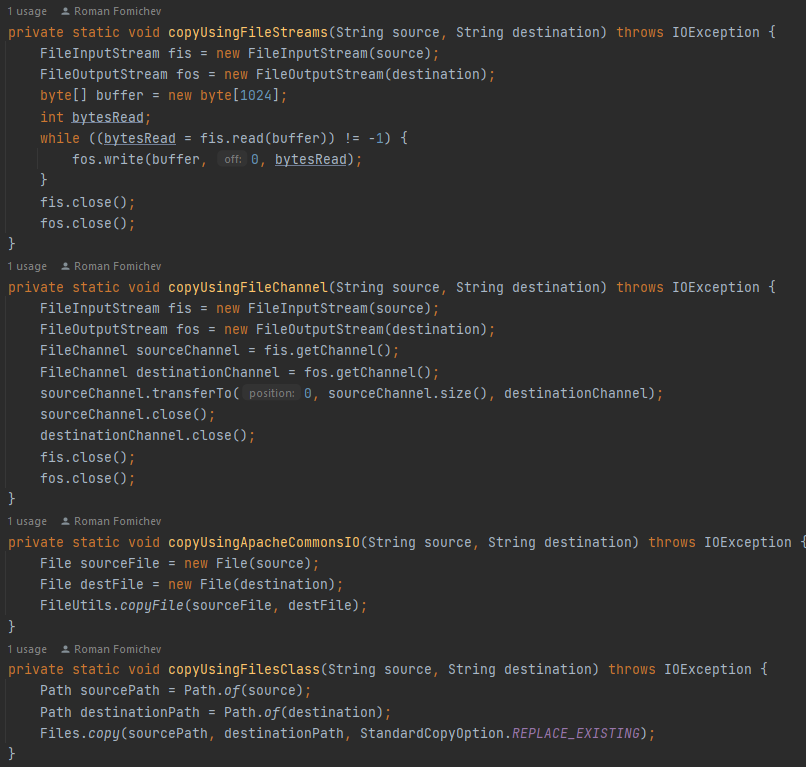 1 usage Roman Fomichev
private static void copyUsingFileStreams(String source, String destination) throws IOException {
    FileInputStream fis = new FileInputStream(source);
    FileOutputStream fos = new FileOutputStream(destination);
    byte[] buffer = new byte[1024];
    int bytesRead;
    while ((bytesRead = fis.read(buffer)) != -1) {
        fos.write(buffer, off: 0, bytesRead);
    }
    fis.close();
    fos.close();
}
1 usage Roman Fomichev
private static void copyUsingFileChannel(String source, String destination) throws IOException {
    FileInputStream fis = new FileInputStream(source);
    FileOutputStream fos = new FileOutputStream(destination);
    FileChannel sourceChannel = fis.getChannel();
    FileChannel destinationChannel = fos.getChannel();
    sourceChannel.transferTo( position: 0, sourceChannel.size(), destinationChannel);
    sourceChannel.close();
    destinationChannel.close();
    fis.close();
    fos.close();
}
1 usage Roman Fomichev
private static void copyUsingApacheCommonsIO(String source, String destination) throws IOException {
    File sourceFile = new File(source);
    File destFile = new File(destination);
    FileUtils.copyFile(sourceFile, destFile);
}
1 usage Roman Fomichev
private static void copyUsingFilesClass(String source, String destination) throws IOException {
    Path sourcePath = Path.of(source);
    Path destinationPath = Path.of(destination);
    Files.copy(sourcePath, destinationPath, StandardCopyOption.REPLACE_EXISTING);
}